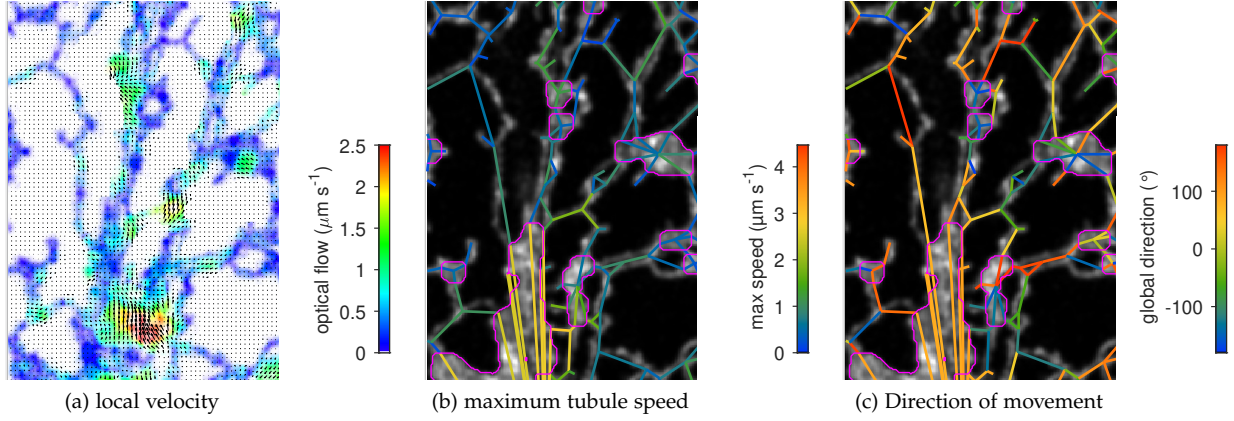 2.5
2
1.5
1
0.5
0
optical flow (μm s⁻¹)
4
3
2
1
0
max speed (μm s⁻¹)
100
0
-100
global direction (°)
(a) local velocity
(b) maximum tubule speed
(c) Direction of movement